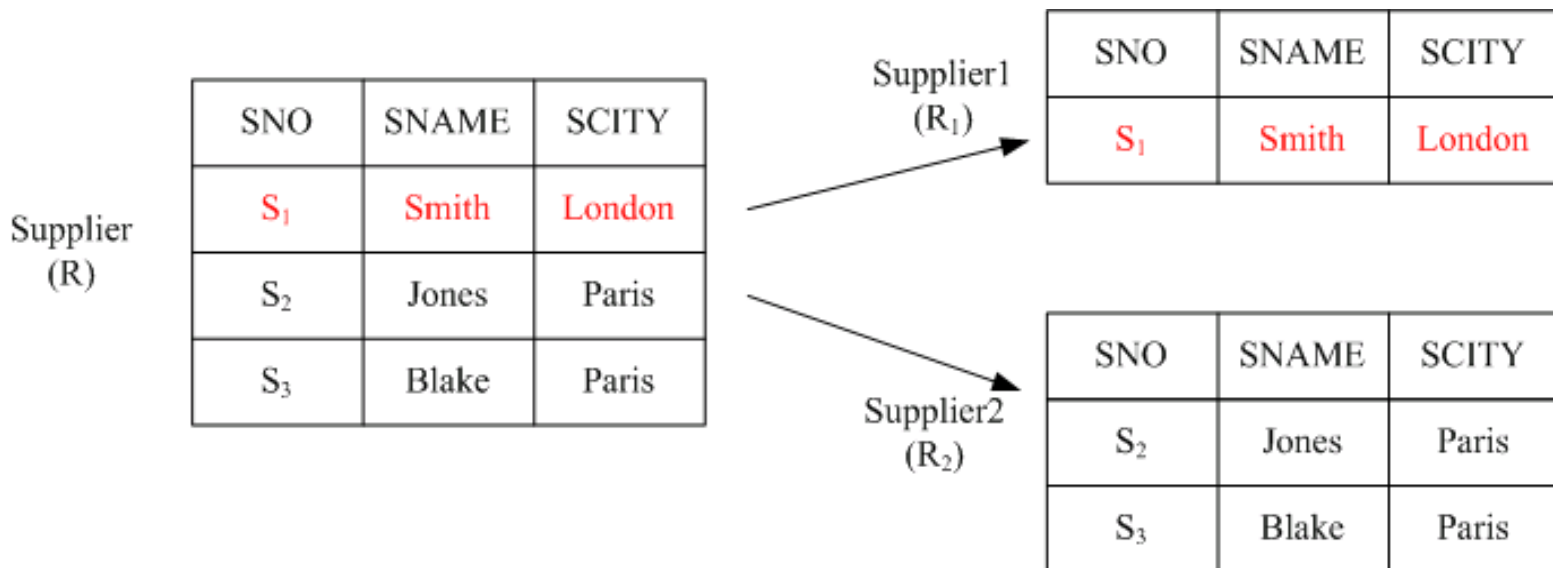 Supplier
(R)
SNO SNAME SCITY
S₁ Smith London
S₂ Jones Paris
S₃ Blake Paris
Supplier1
(R₁)
SNO SNAME SCITY
S₁ Smith London
Supplier2
(R₂)
SNO SNAME SCITY
S₂ Jones Paris
S₃ Blake Paris